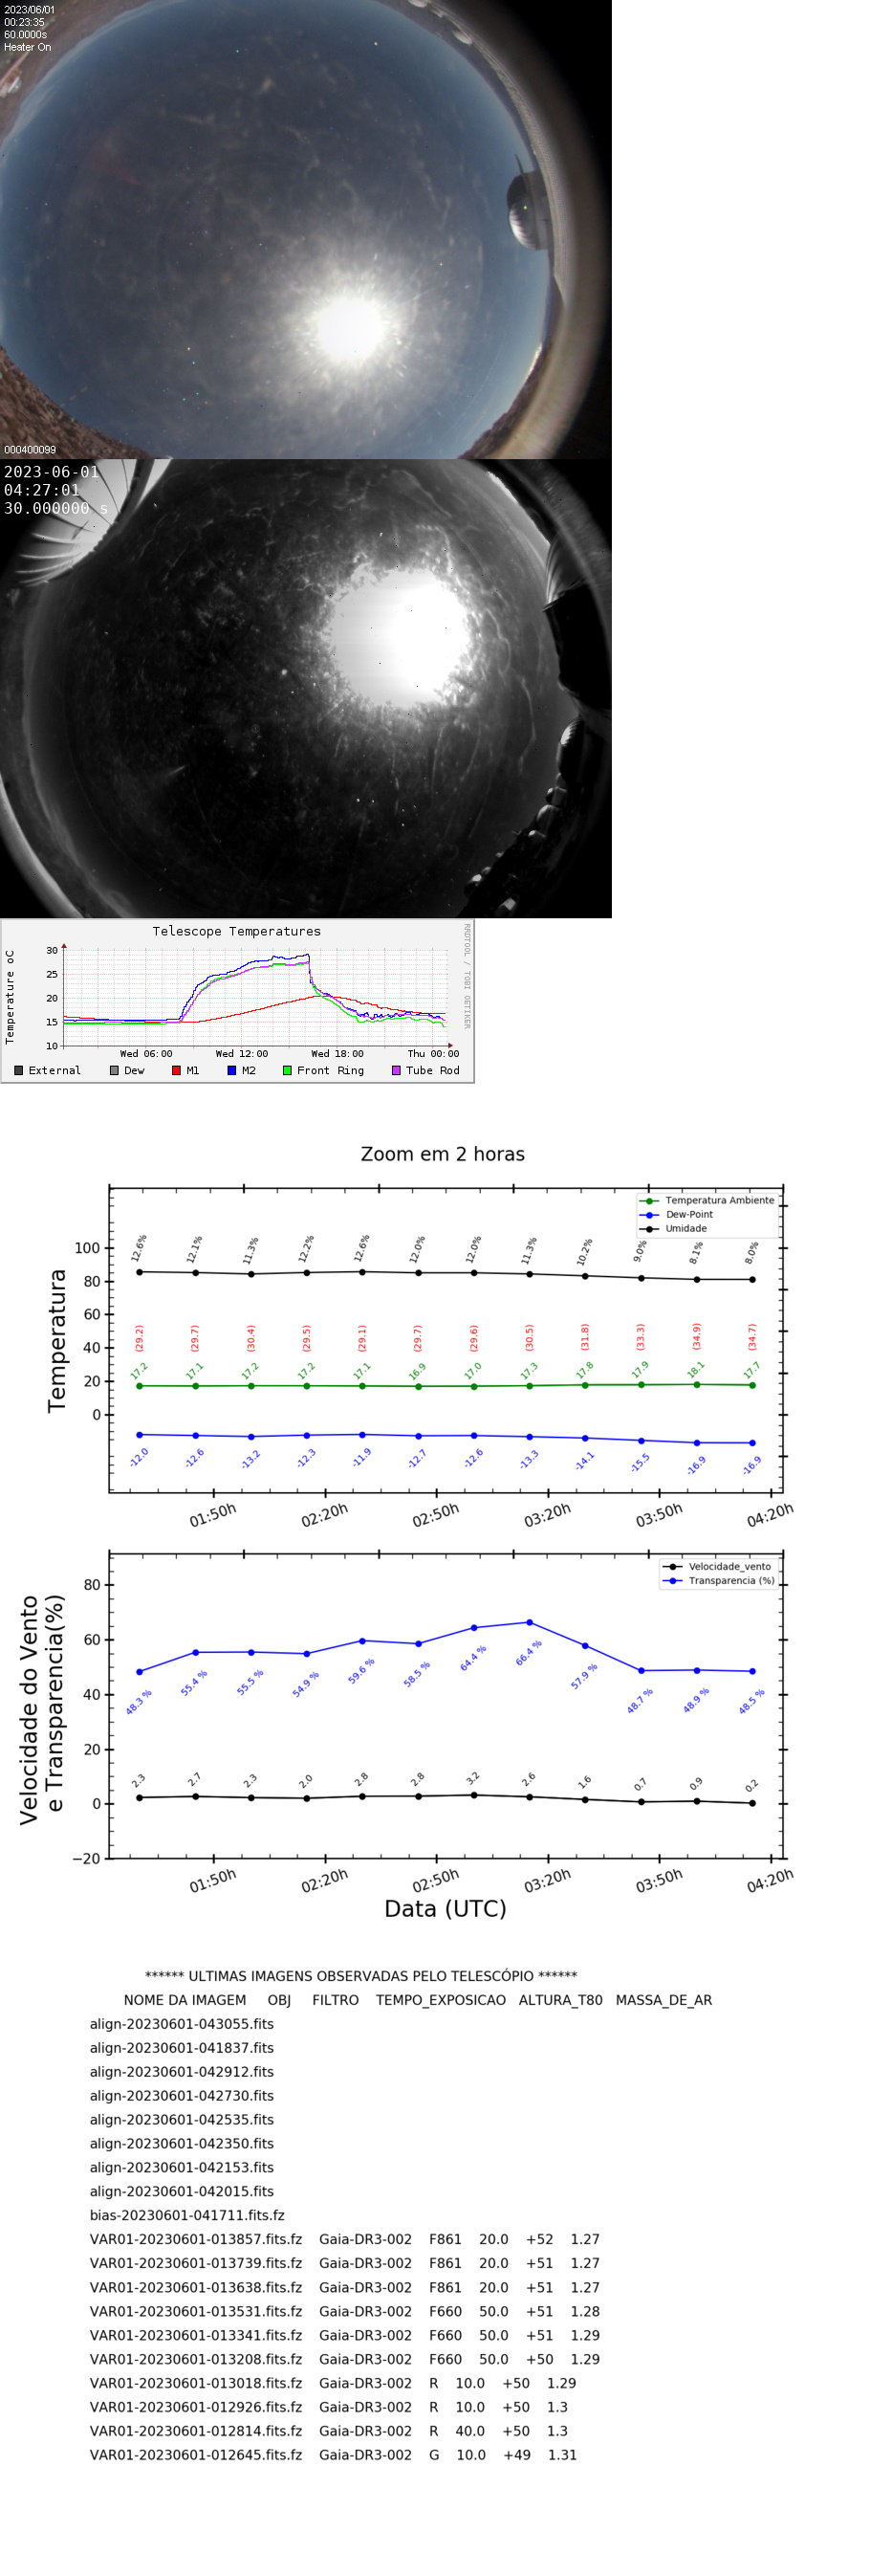 2023/06/01
00:23:35
60.0000s
Heater On
000400099
2023-06-01
04:27:01
30.000000 s
Telescope Temperatures
RRDTOOL / TOBI OETIKER
Temperature oC
30
25
20
15
10
Wed 06:00 Wed 12:00 Wed 18:00 Thu 00:00
External Dew M1 M2 Front Ring Tube Rod
Zoom em 2 horas
Temperatura Ambiente
Dew-Point
Umidade
Temperatura
100
80
60
40
20
0
12.6% 12.1% 11.3% 12.2% 12.6% 12.0% 12.0% 11.3% 10.2% 9.0% 8.1% 8.0%
(29.2) (29.7) (30.4) (29.5) (29.1) (29.7) (29.6) (30.5) (31.8) (33.3) (34.9) (34.7)
17.2 17.1 17.2 17.2 17.1 16.9 17.0 17.3 17.8 17.9 18.1 17.7
-12.0 -12.6 -13.2 -12.3 -11.9 -12.7 -12.6 -13.3 -14.1 -15.5 -16.9 -16.9
01:50h 02:20h 02:50h 03:20h 03:50h 04:20h
Velocidade_vento
Transparencia (%)
Velocidade do Vento
e Transparencia(%)
80
60
40
20
0
−20
48.3 % 55.4 % 55.5 % 54.9 % 59.6 % 58.5 % 64.4 % 66.4 % 57.9 % 48.7 % 48.9 % 48.5 %
2.3 2.7 2.3 2.0 2.8 2.8 3.2 2.6 1.6 0.7 0.9 0.2
01:50h 02:20h 02:50h 03:20h 03:50h 04:20h
Data (UTC)
****** ULTIMAS IMAGENS OBSERVADAS PELO TELESCÓPIO ******
NOME DA IMAGEM OBJ FILTRO TEMPO_EXPOSICAO ALTURA_T80 MASSA_DE_AR
align-20230601-043055.fits
align-20230601-041837.fits
align-20230601-042912.fits
align-20230601-042730.fits
align-20230601-042535.fits
align-20230601-042350.fits
align-20230601-042153.fits
align-20230601-042015.fits
bias-20230601-041711.fits.fz
VAR01-20230601-013857.fits.fz Gaia-DR3-002 F861 20.0 +52 1.27
VAR01-20230601-013739.fits.fz Gaia-DR3-002 F861 20.0 +51 1.27
VAR01-20230601-013638.fits.fz Gaia-DR3-002 F861 20.0 +51 1.27
VAR01-20230601-013531.fits.fz Gaia-DR3-002 F660 50.0 +51 1.28
VAR01-20230601-013341.fits.fz Gaia-DR3-002 F660 50.0 +51 1.29
VAR01-20230601-013208.fits.fz Gaia-DR3-002 F660 50.0 +50 1.29
VAR01-20230601-013018.fits.fz Gaia-DR3-002 R 10.0 +50 1.29
VAR01-20230601-012926.fits.fz Gaia-DR3-002 R 10.0 +50 1.3
VAR01-20230601-012814.fits.fz Gaia-DR3-002 R 40.0 +50 1.3
VAR01-20230601-012645.fits.fz Gaia-DR3-002 G 10.0 +49 1.31